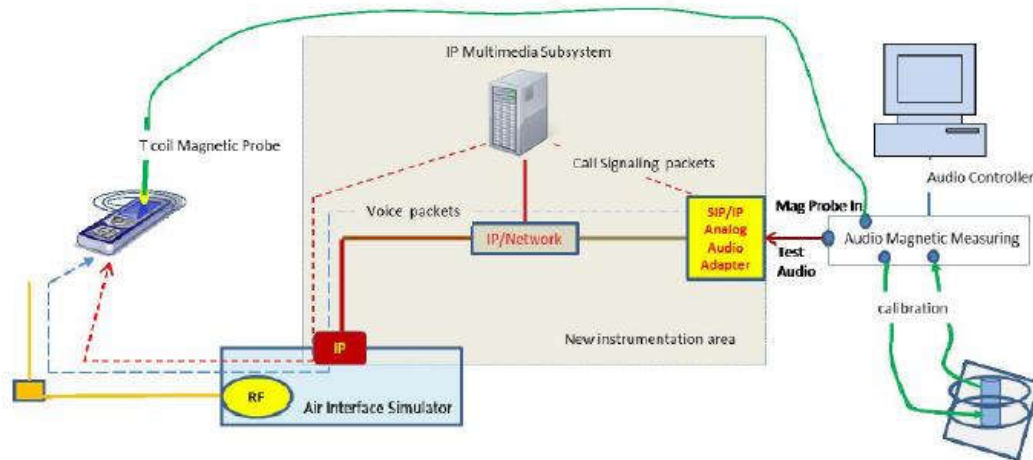 IP Multimedia Subsystem
T coil Magnetic Probe
Call Signaling packets
Audio Controller
Voice packets
SIP/IP
Analog
Audio
Adapter
Mag Probe In
IP/Network
Audio Magnetic Measuring
Test
Audio
calibration
New instrumentation area
IP
RF
Air Interface Simulator